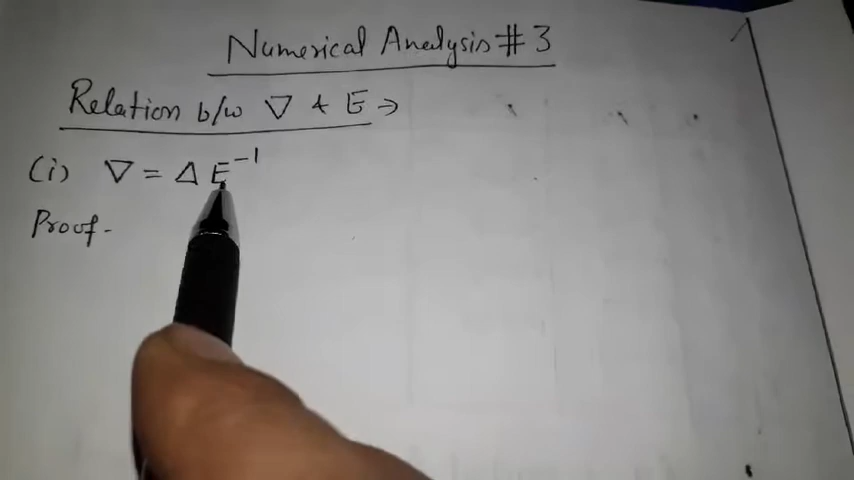 Numerical Analysis # 3
Relation b/w ∇ & E →
(i) ∇ = Δ E⁻¹
Proof -